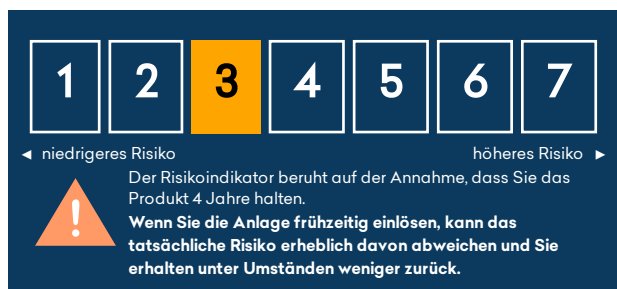 1 2 3 4 5 6 7
◄ niedrigeres Risiko höheres Risiko ►
Der Risikoindikator beruht auf der Annahme, dass Sie das
Produkt 4 Jahre halten.
Wenn Sie die Anlage frühzeitig einlösen, kann das
tatsächliche Risiko erheblich davon abweichen und Sie
erhalten unter Umständen weniger zurück.